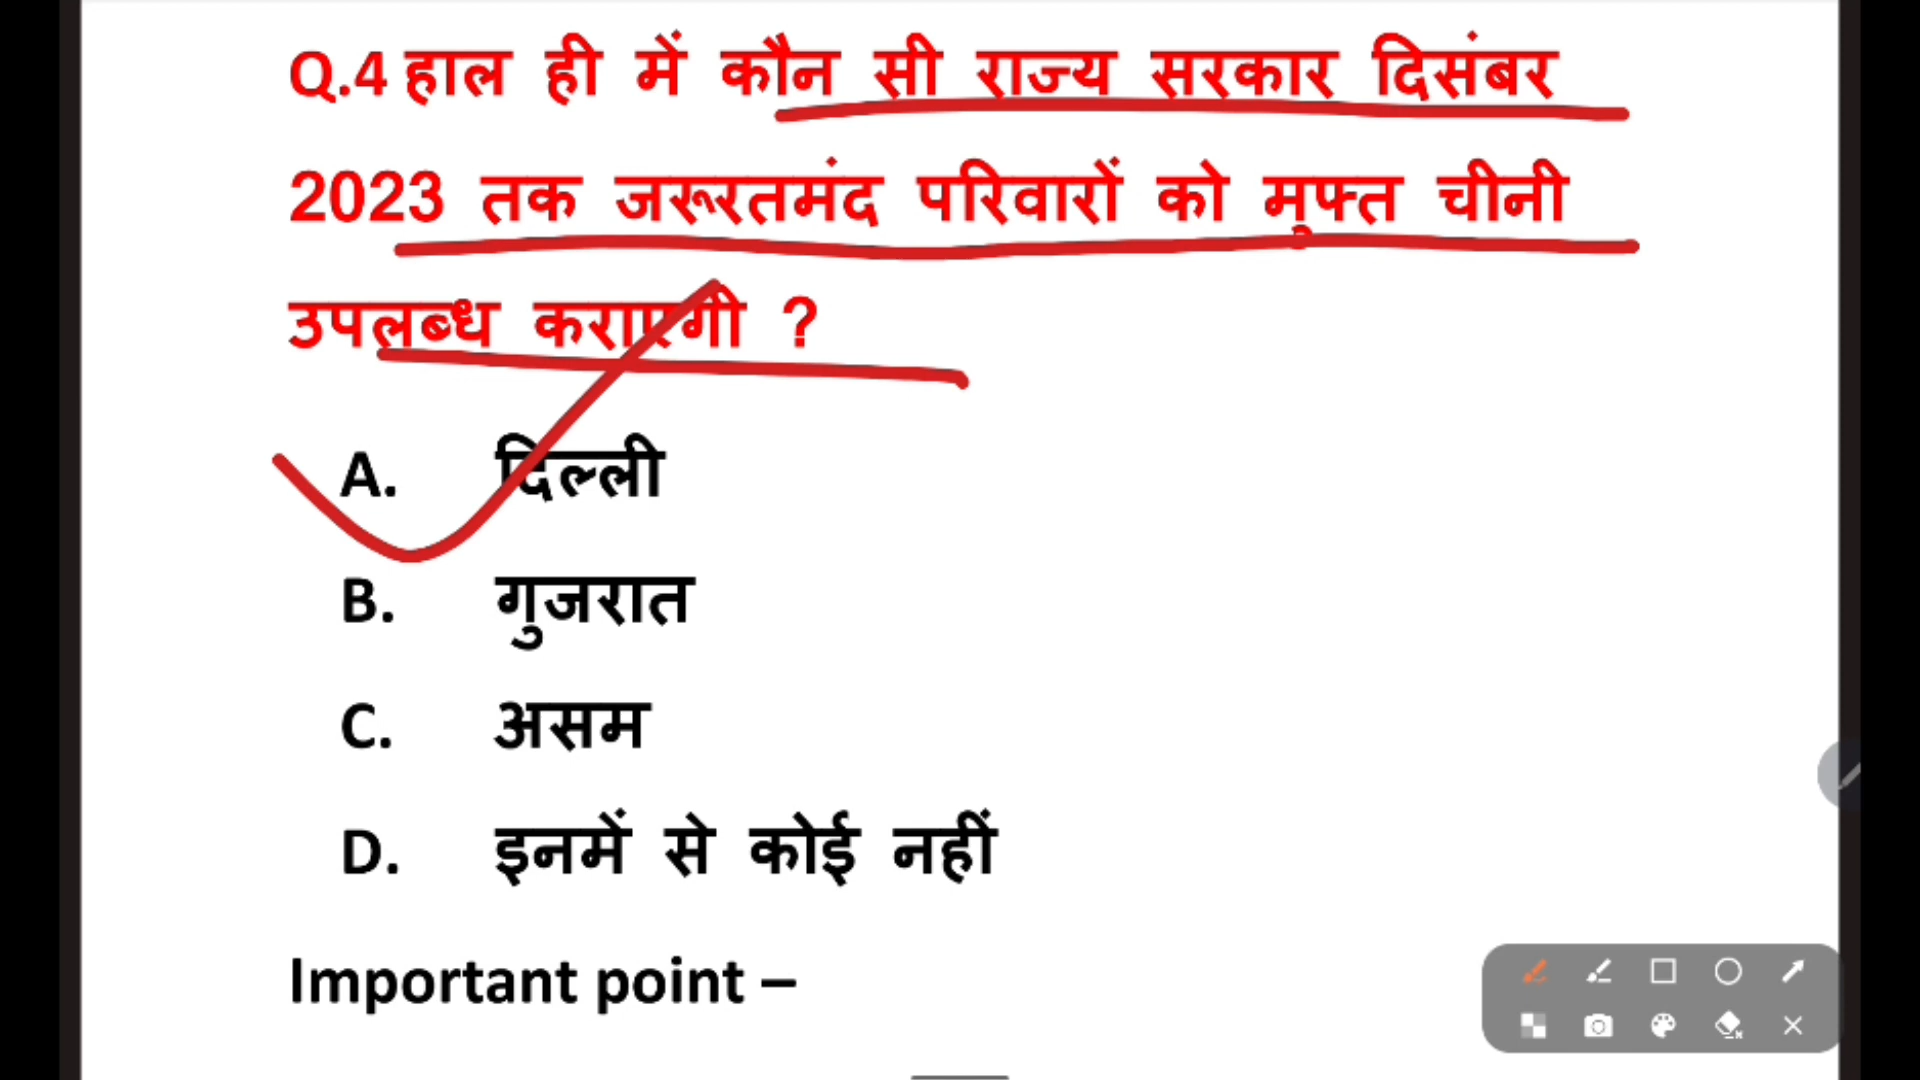 Q.4 हाल ही में कौन सी राज्य सरकार दिसंबर
2023 तक जरूरतमंद परिवारों को मुफ्त चीनी
उपलब्ध कराएगी ?
A. दिल्ली
B. गुजरात
C. असम
D. इनमें से कोई नहीं
Important point –